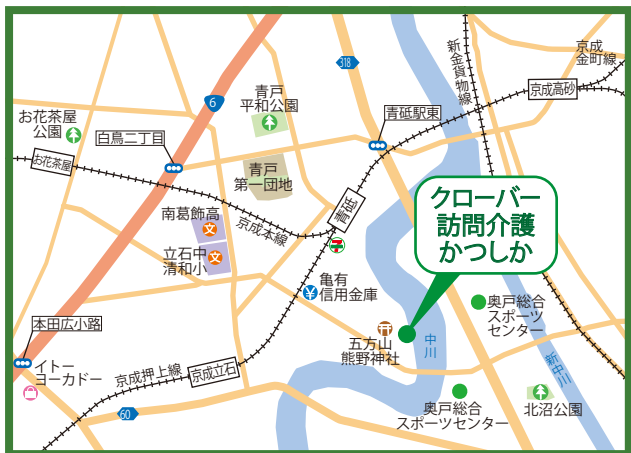 新金貨物線
京成
金町線
318
6
青戸
平和公園
お花茶屋
公園
白鳥二丁目
青砥駅東
京成高砂
お花茶屋
青戸
第一団地
青砥
クローバー
訪問介護
かつしか
南葛飾高
文
京成本線
7
立石中
清和小
文
亀有
信用金庫
奥戸総合
スポーツ
センター
本田広小路
五方山
熊野神社
中川
新中川
イトー
ヨーカドー
京成押上線
京成立石
60
奥戸総合
スポーツセンター
北沼公園